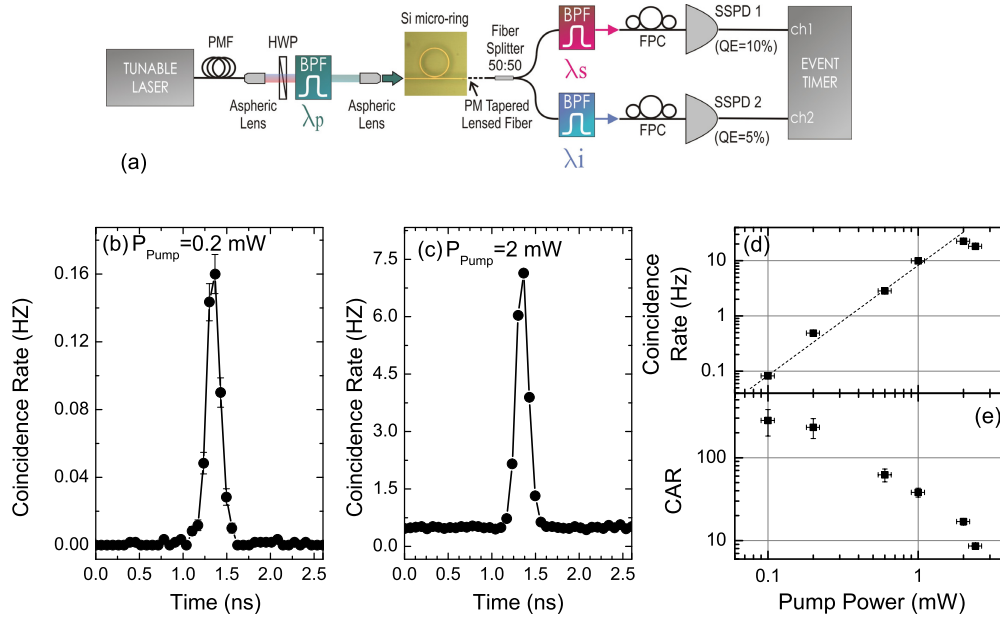 TUNABLE
LASER
PMF
HWP
BPF
λp
Aspheric
Lens
Aspheric
Lens
Si micro-ring
Fiber
Splitter
50:50
PM Tapered
Lensed Fiber
BPF
λs
FPC
SSPD 1
(QE=10%)
BPF
λi
FPC
SSPD 2
(QE=5%)
ch1
EVENT
TIMER
ch2
(a)
(b) P_Pump=0.2 mW
Coincidence Rate (HZ)
0.16
0.12
0.08
0.04
0.00
0.0 0.5 1.0 1.5 2.0 2.5
Time (ns)
(c) P_Pump=2 mW
Coincidence Rate (HZ)
7.5
6.0
4.5
3.0
1.5
0.0
0.0 0.5 1.0 1.5 2.0 2.5
Time (ns)
(d)
Coincidence
Rate (Hz)
10
1
0.1
(e)
CAR
100
10
0.1 1
Pump Power (mW)